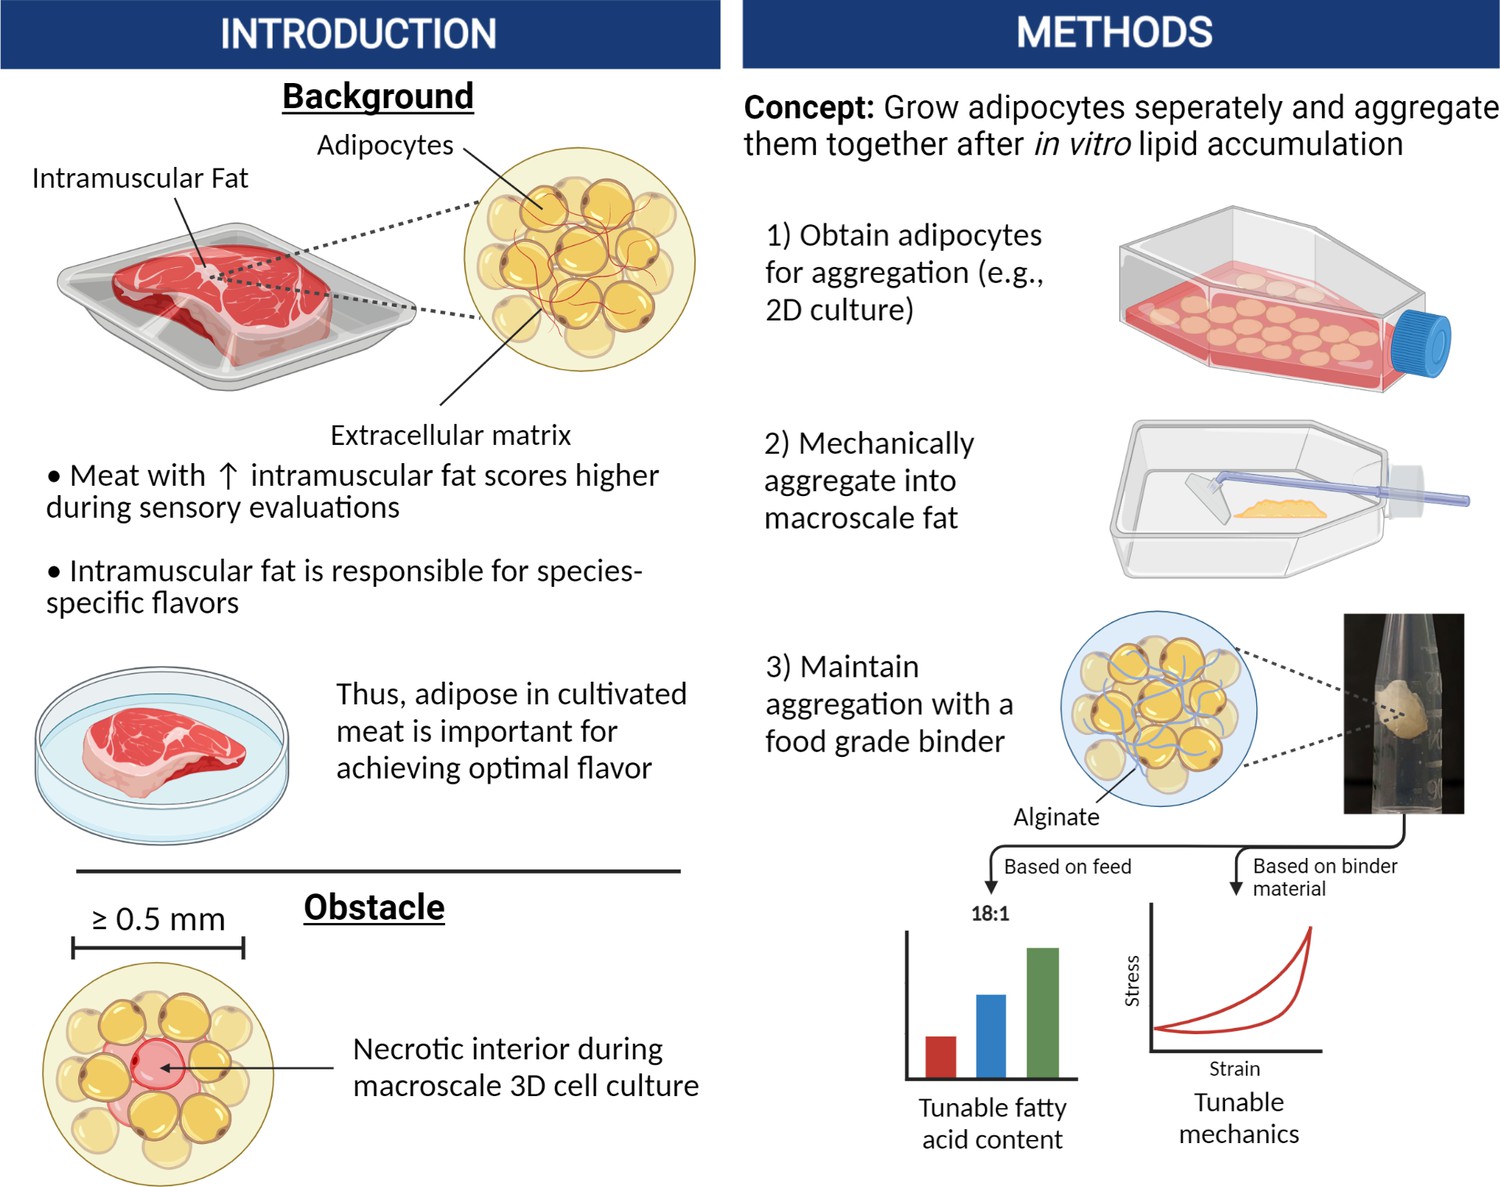 INTRODUCTION
Background
Adipocytes
Intramuscular Fat
Extracellular matrix
• Meat with ↑ intramuscular fat scores higher
during sensory evaluations
• Intramuscular fat is responsible for species-
specific flavors
Thus, adipose in cultivated
meat is important for
achieving optimal flavor
Obstacle
≥ 0.5 mm
Necrotic interior during
macroscale 3D cell culture
METHODS
Concept: Grow adipocytes seperately and aggregate
them together after in vitro lipid accumulation
1) Obtain adipocytes
for aggregation (e.g.,
2D culture)
2) Mechanically
aggregate into
macroscale fat
3) Maintain
aggregation with a
food grade binder
Alginate
Based on feed
18:1
Tunable fatty
acid content
Based on binder
material
Stress
Strain
Tunable
mechanics